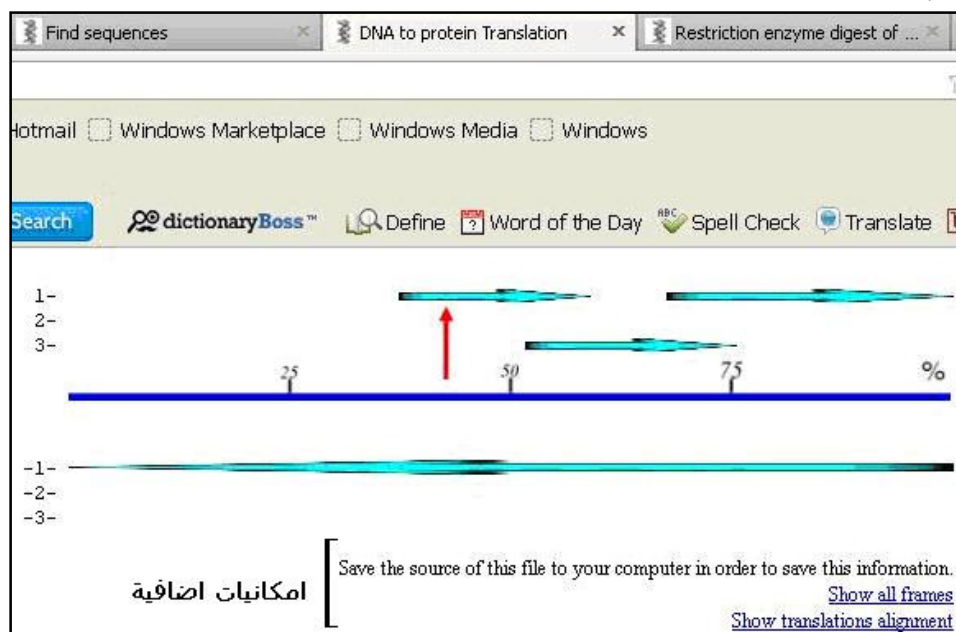 Find sequences
DNA to protein Translation
Restriction enzyme digest of ...
Hotmail Windows Marketplace Windows Media Windows
Search dictionaryBoss™ Define Word of the Day Spell Check Translate
1-
2-
3-
25 50 75 %
-1-
-2-
-3-
امكانيات اضافية
Save the source of this file to your computer in order to save this information.
Show all frames
Show translations alignment